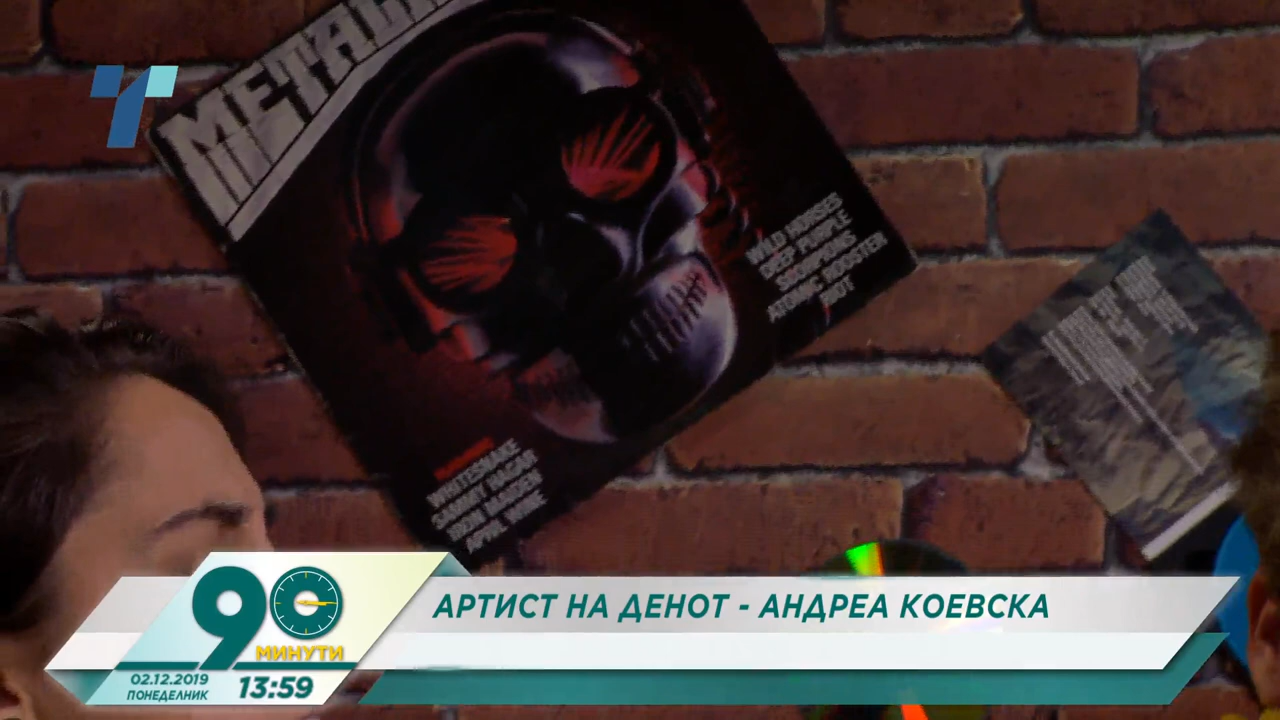 METAL
WILD HORSES
DEEP PURPLE
SCORPIONS
ATOMIC ROOSTER
RIOT
WHITESNAKE
SAMMY HAGAR
IRON MAIDEN
APRIL WINE
АРТИСТ НА ДЕНОТ - АНДРЕА КОЕВСКА
90
МИНУТИ
02.12.2019
ПОНЕДЕЛНИК
13:59